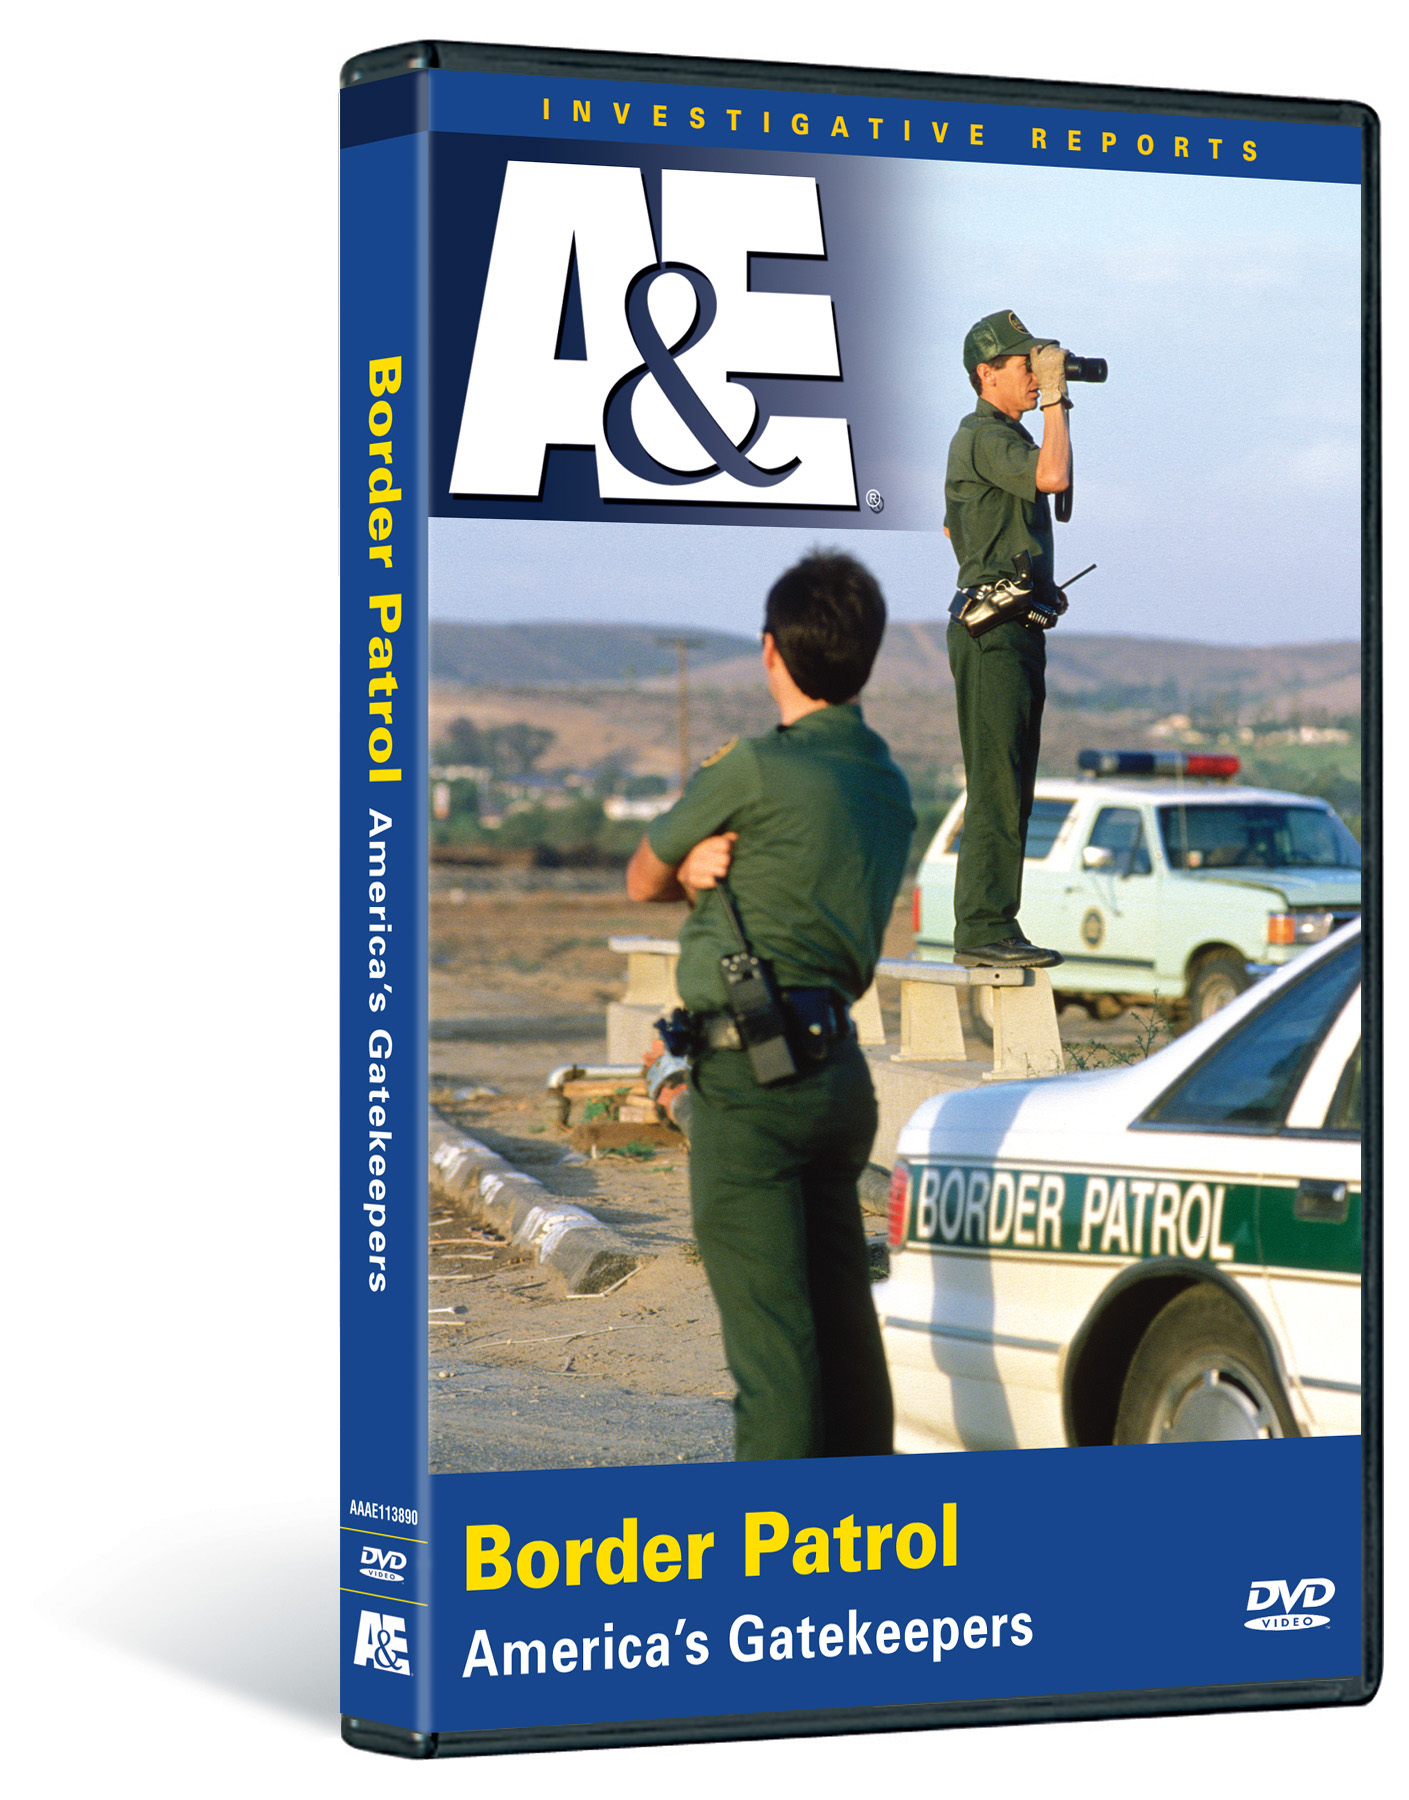 INVESTIGATIVE REPORTS
A&E®
BORDER PATROL
Border Patrol
America's Gatekeepers
DVD
VIDEO
Border Patrol America's Gatekeepers
AAAE113890
DVD
VIDEO
A&E